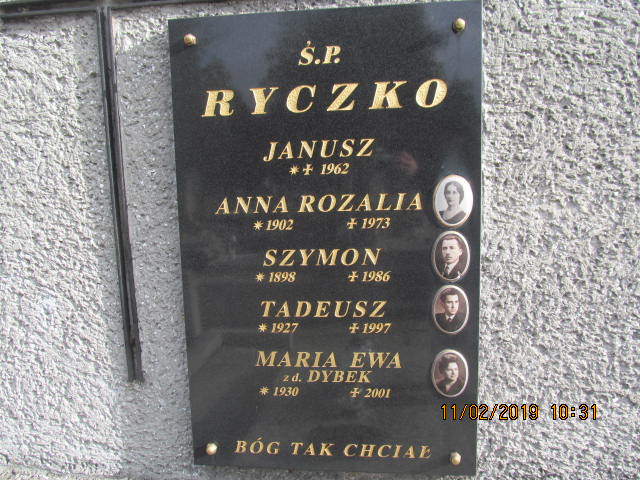 Ś.P.
RYCZKO
JANUSZ
✷ ✝ 1962
ANNA ROZALIA
✷ 1902 ✝ 1973
SZYMON
✷ 1898 ✝ 1986
TADEUSZ
✷ 1927 ✝ 1997
MARIA EWA
z d. DYBEK
✷ 1930 ✝ 2001
BÓG TAK CHCIAŁ
11/02/2019 10:31